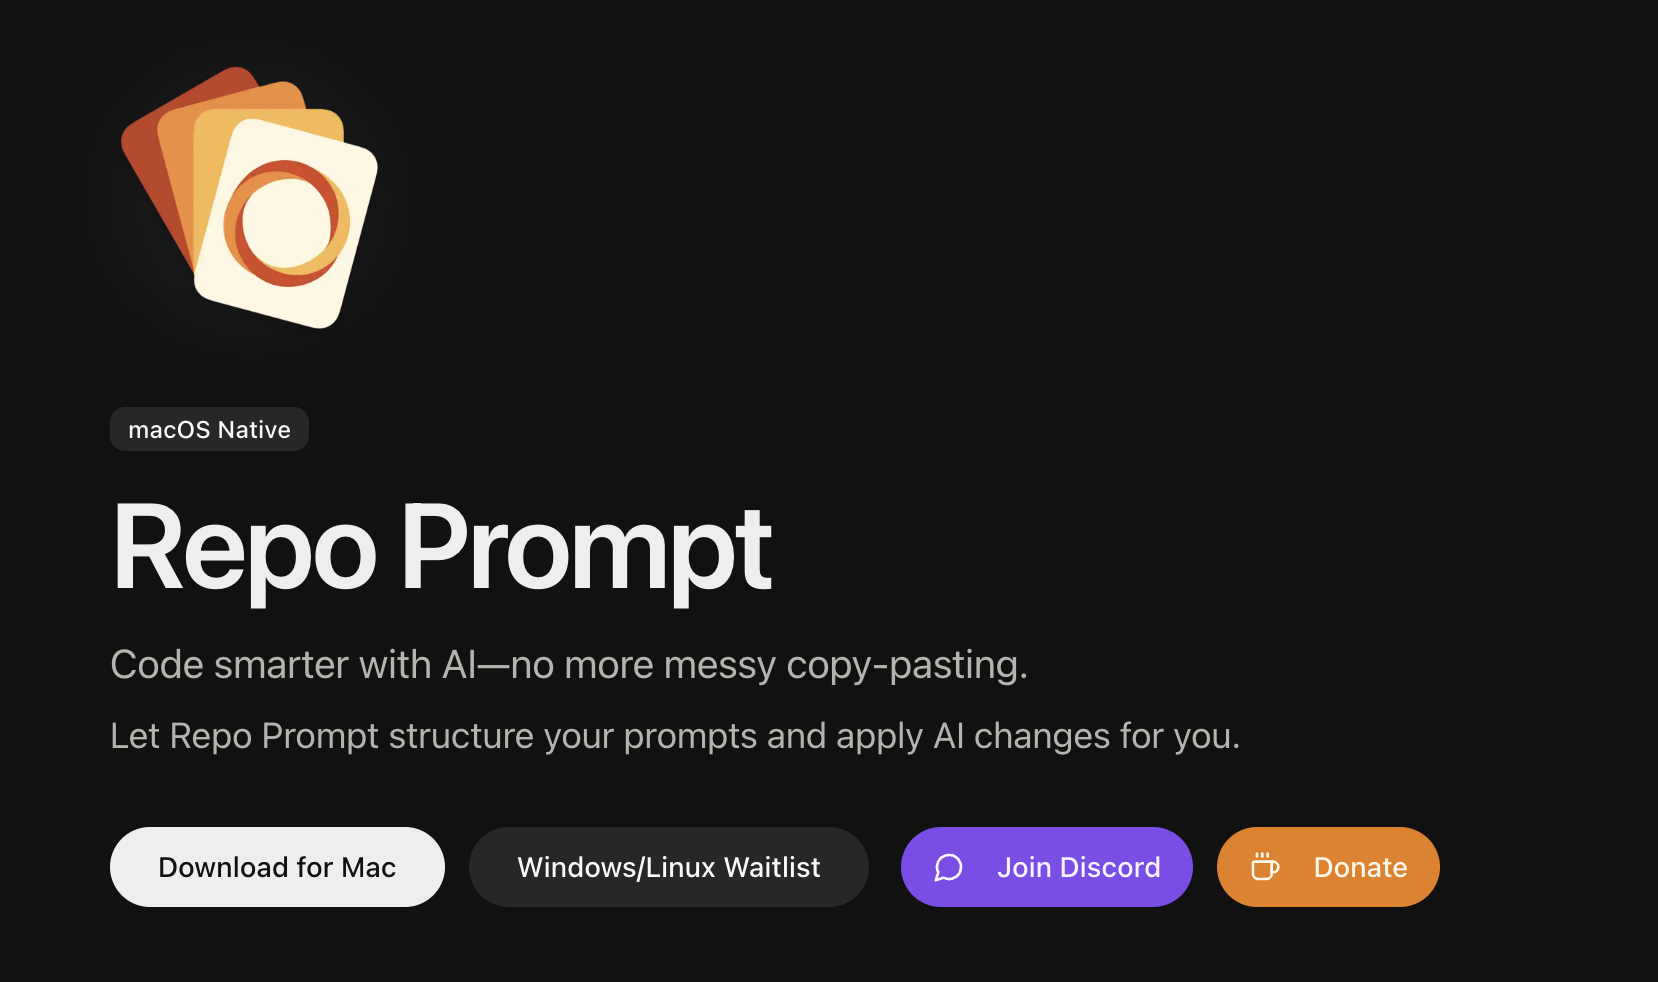 macOS Native
Repo Prompt
Code smarter with AI—no more messy copy-pasting.
Let Repo Prompt structure your prompts and apply AI changes for you.
Download for Mac
Windows/Linux Waitlist
Join Discord
Donate